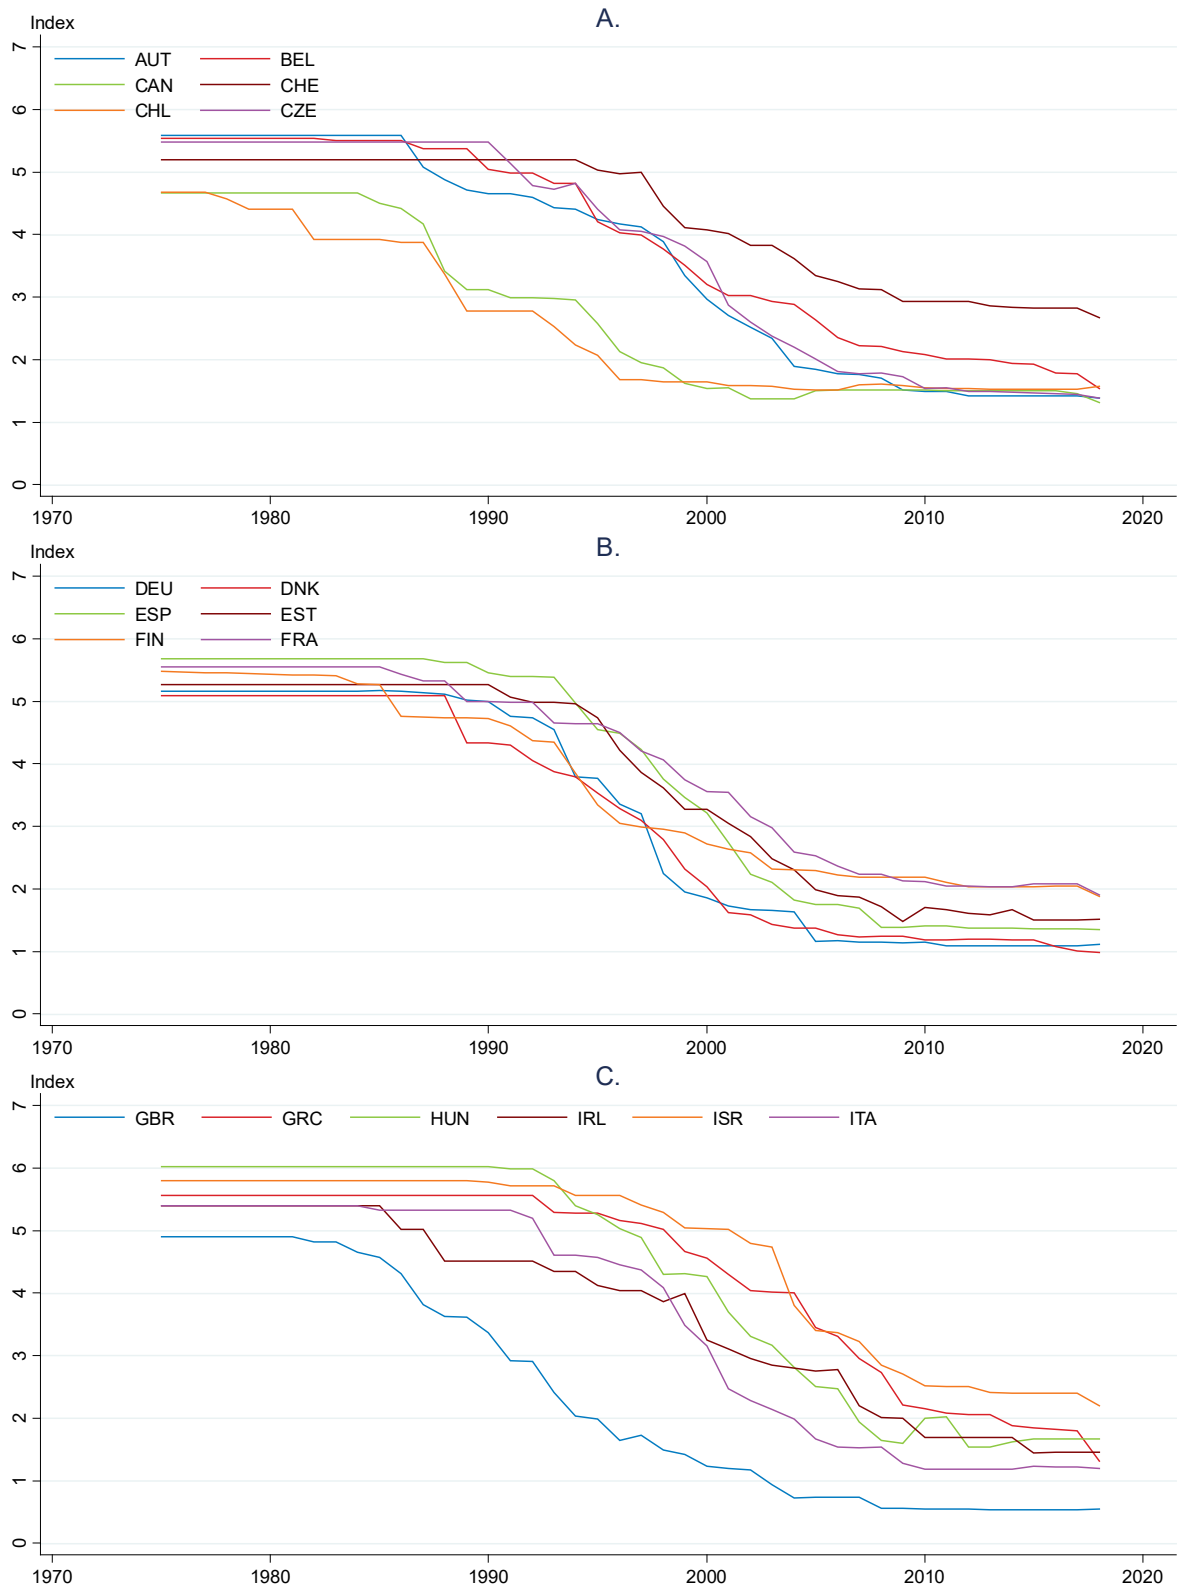 A.
Index
7
AUT BEL
CAN CHE
CHL CZE
6
5
4
3
2
1
0
1970 1980 1990 2000 2010 2020
B.
Index
7
DEU DNK
ESP EST
FIN FRA
6
5
4
3
2
1
0
1970 1980 1990 2000 2010 2020
C.
Index
7
GBR GRC HUN IRL ISR ITA
6
5
4
3
2
1
0
1970 1980 1990 2000 2010 2020